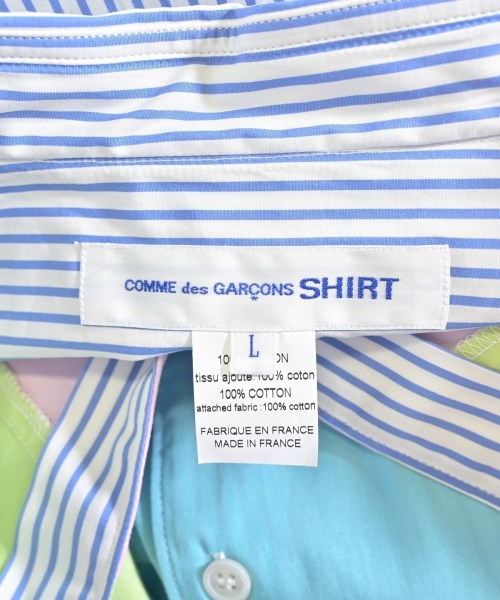 COMME des GARÇONS SHIRT
L
tissu ajoute:100% coton
100% COTTON
attached fabric:100% cotton
FABRIQUE EN FRANCE
MADE IN FRANCE